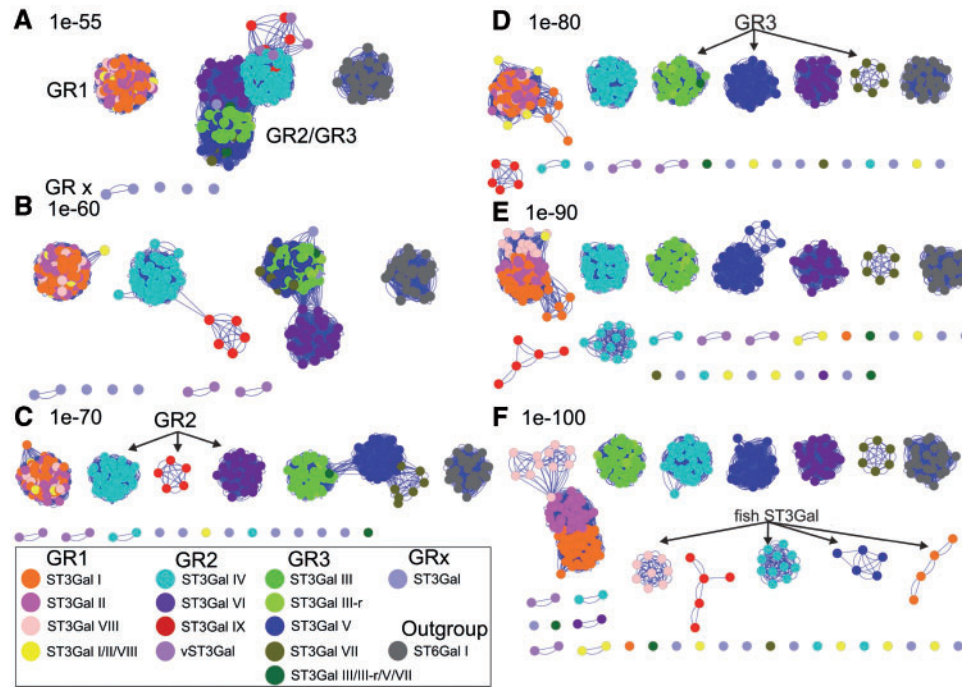 A 1e-55
GR1
GR2/GR3
GR x
B 1e-60
C 1e-70
GR2
GR1
ST3Gal I
ST3Gal II
ST3Gal VIII
ST3Gal I/II/VIII
GR2
ST3Gal IV
ST3Gal VI
ST3Gal IX
vST3Gal
GR3
ST3Gal III
ST3Gal III-r
ST3Gal V
ST3Gal VII
ST3Gal III/III-r/V/VII
GRx
ST3Gal
Outgroup
ST6Gal I
D 1e-80
GR3
E 1e-90
F 1e-100
fish ST3Gal